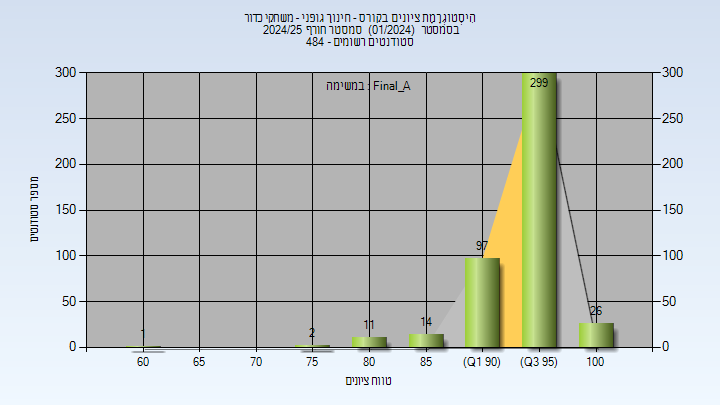 היסטוגרמת ציונים בקורס - חינוך גופני - משחקי כדור
בסמסטר (01/2024) סמסטר חורף 2024/25
סטודנטים רשומים - 484
במשימה : Final_A
מספר סטודנטים
300 299 300
250 250
200 200
150 150
100 97 100
50 50
1 2 11 14 26
0 0
60 65 70 75 80 85 (Q1 90) (Q3 95) 100
טווח ציונים